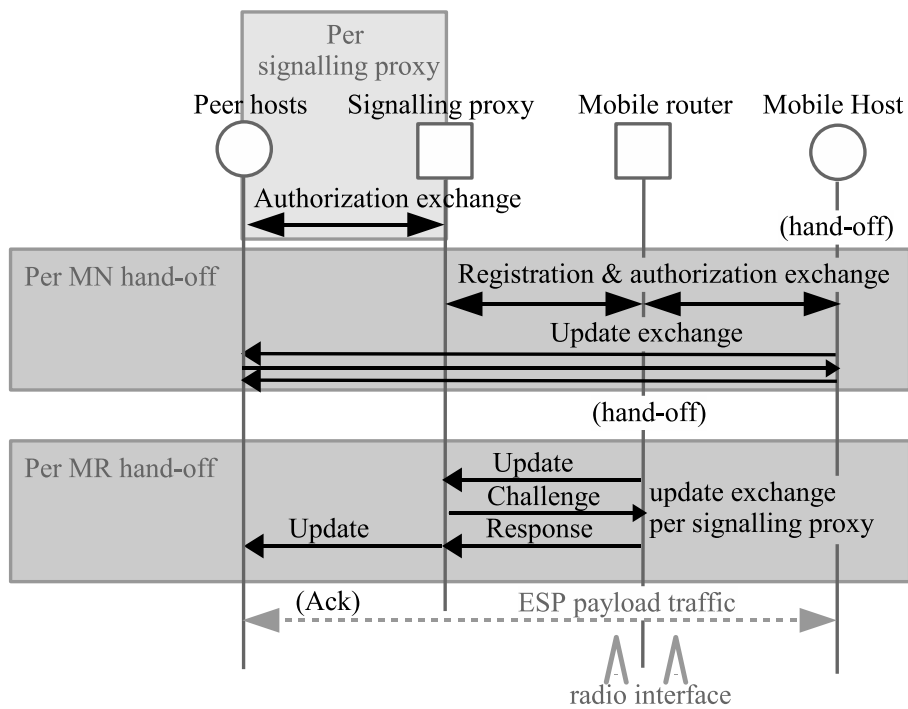 Per
signalling proxy
Peer hosts
Signalling proxy
Mobile router
Mobile Host
Authorization exchange
(hand-off)
Per MN hand-off
Registration & authorization exchange
Update exchange
(hand-off)
Per MR hand-off
Update
Challenge
update exchange
per signalling proxy
Update
Response
(Ack)
ESP payload traffic
radio interface